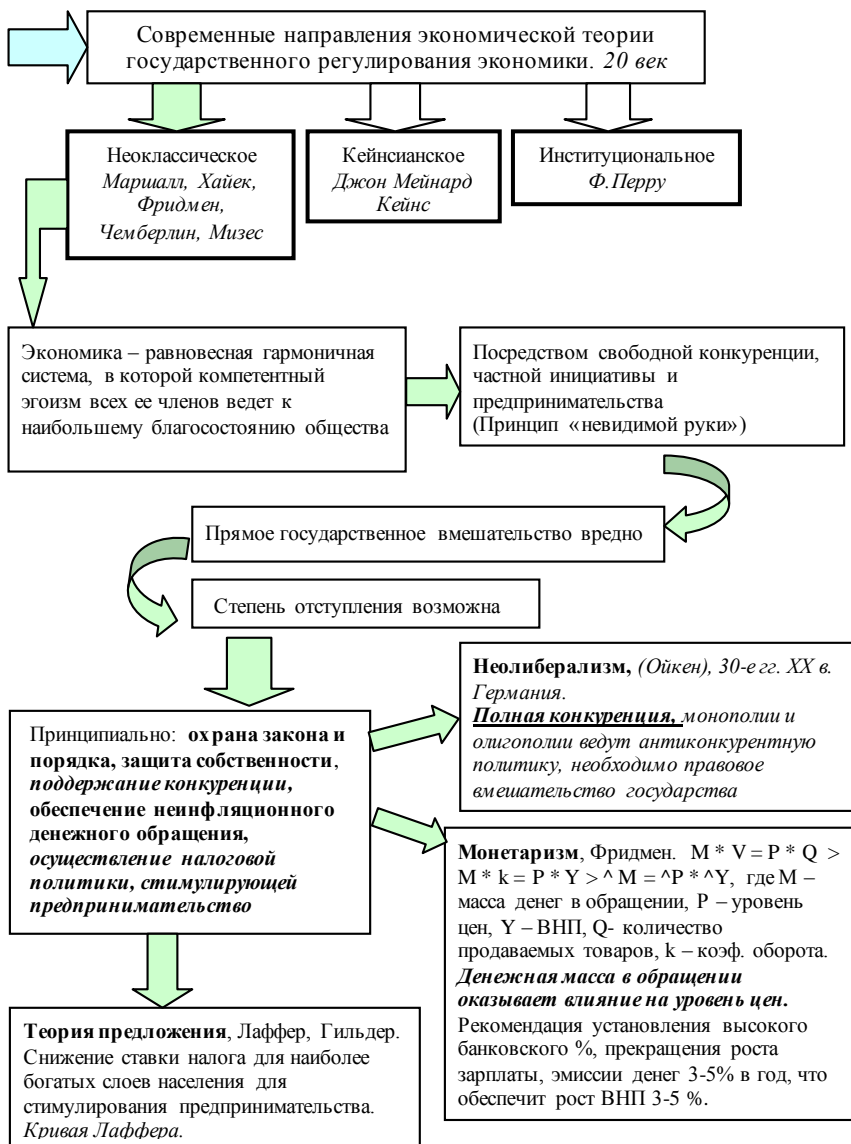 Современные направления экономической теории
государственного регулирования экономики. 20 век
Неоклассическое
Маршалл, Хайек,
Фридмен,
Чемберлин, Мизес
Кейнсианское
Джон Мейнард
Кейнс
Институциональное
Ф.Перру
Экономика – равновесная гармоничная
система, в которой компетентный
эгоизм всех ее членов ведет к
наибольшему благосостоянию общества
Посредством свободной конкуренции,
частной инициативы и
предпринимательства
(Принцип «невидимой руки»)
Прямое государственное вмешательство вредно
Степень отступления возможна
Принципиально: охрана закона и
порядка, защита собственности,
поддержание конкуренции,
обеспечение неинфляционного
денежного обращения,
осуществление налоговой
политики, стимулирующей
предпринимательство
Неолиберализм, (Ойкен), 30-е гг. XX в.
Германия.
Полная конкуренция, монополии и
олигополии ведут антиконкурентную
политику, необходимо правовое
вмешательство государства
Монетаризм, Фридмен. M * V = P * Q >
M * k = P * Y > ^ M = ^P * ^Y, где M –
масса денег в обращении, P – уровень
цен, Y – ВНП, Q- количество
продаваемых товаров, k – коэф. оборота.
Денежная масса в обращении
оказывает влияние на уровень цен.
Рекомендация установления высокого
банковского %, прекращения роста
зарплаты, эмиссии денег 3-5% в год, что
обеспечит рост ВНП 3-5 %.
Теория предложения, Лаффер, Гильдер.
Снижение ставки налога для наиболее
богатых слоев населения для
стимулирования предпринимательства.
Кривая Лаффера.